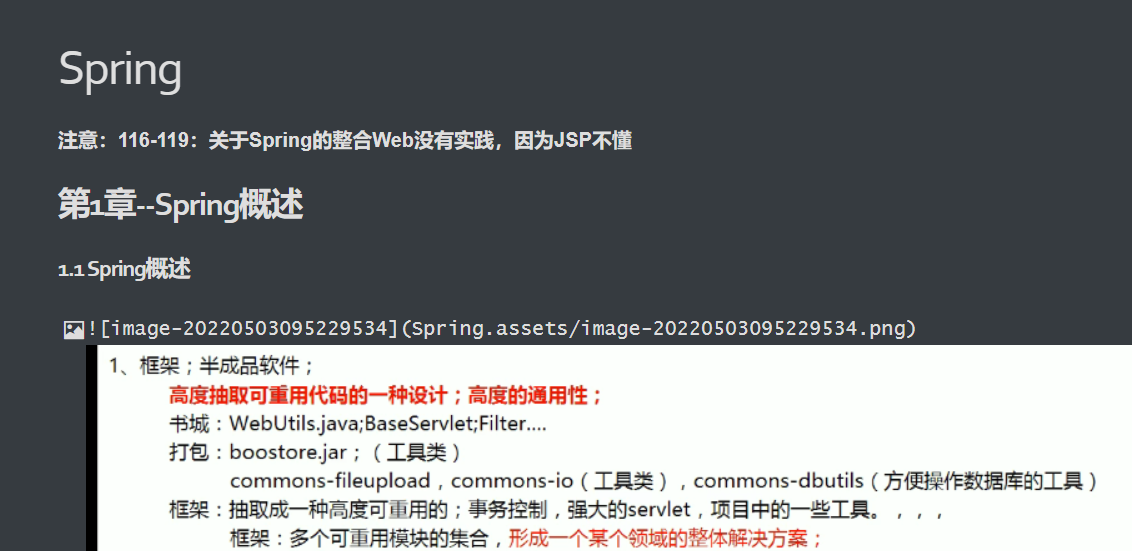 Spring
注意：116-119：关于Spring的整合Web没有实践，因为JSP不懂
第1章--Spring概述
1.1 Spring概述
![image-20220503095229534](Spring.assets/image-20220503095229534.png)
1、框架；半成品软件；
高度抽取可重用代码的一种设计；高度的通用性；
书城：WebUtils.java;BaseServlet;Filter....
打包：boostore.jar；（工具类）
commons-fileupload，commons-io（工具类），commons-dbutils（方便操作数据库的工具）
框架：抽取成一种高度可重用的；事务控制，强大的servlet，项目中的一些工具。，，，
框架：多个可重用模块的集合，形成一个某个领域的整体解决方案；